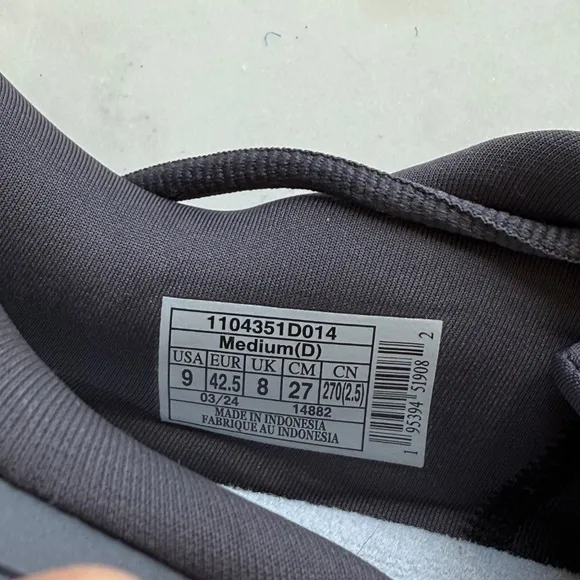 1104351D014
Medium(D)
USA EUR UK CM CN
9 42.5 8 27 270(2.5)
03/24 14882
MADE IN INDONESIA
FABRIQUE AU INDONESIA
1 95394 51908 2